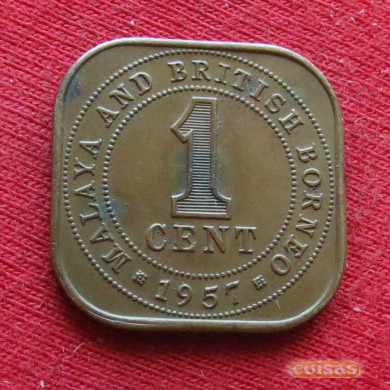 MALAYA AND BRITISH BORNEO
1
CENT
1957
coisas